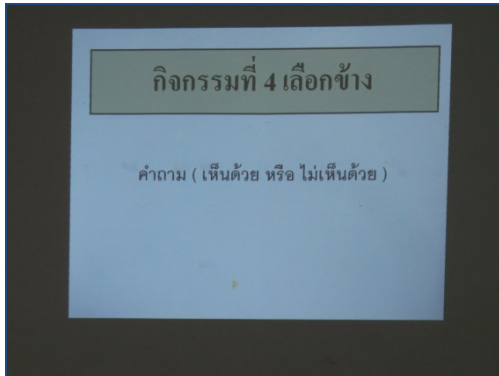 กิจกรรมที่ 4 เลือกข้าง
คำถาม ( เห็นด้วย หรือ ไม่เห็นด้วย )